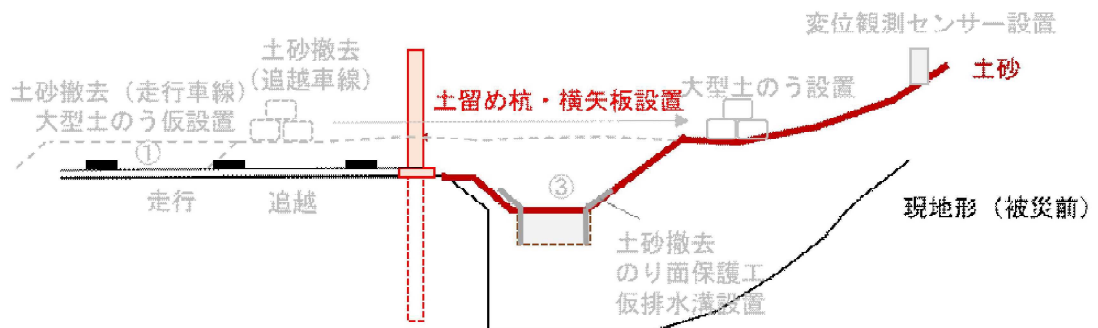 変位観測センサー設置
土砂撤去
(追越車線)
土砂
土砂撤去(走行車線)
大型土のう仮設置
土留め杭・横矢板設置
大型土のう設置
①
③
走行
追越
現地形(被災前)
土砂撤去
のり面保護工
仮排水溝設置